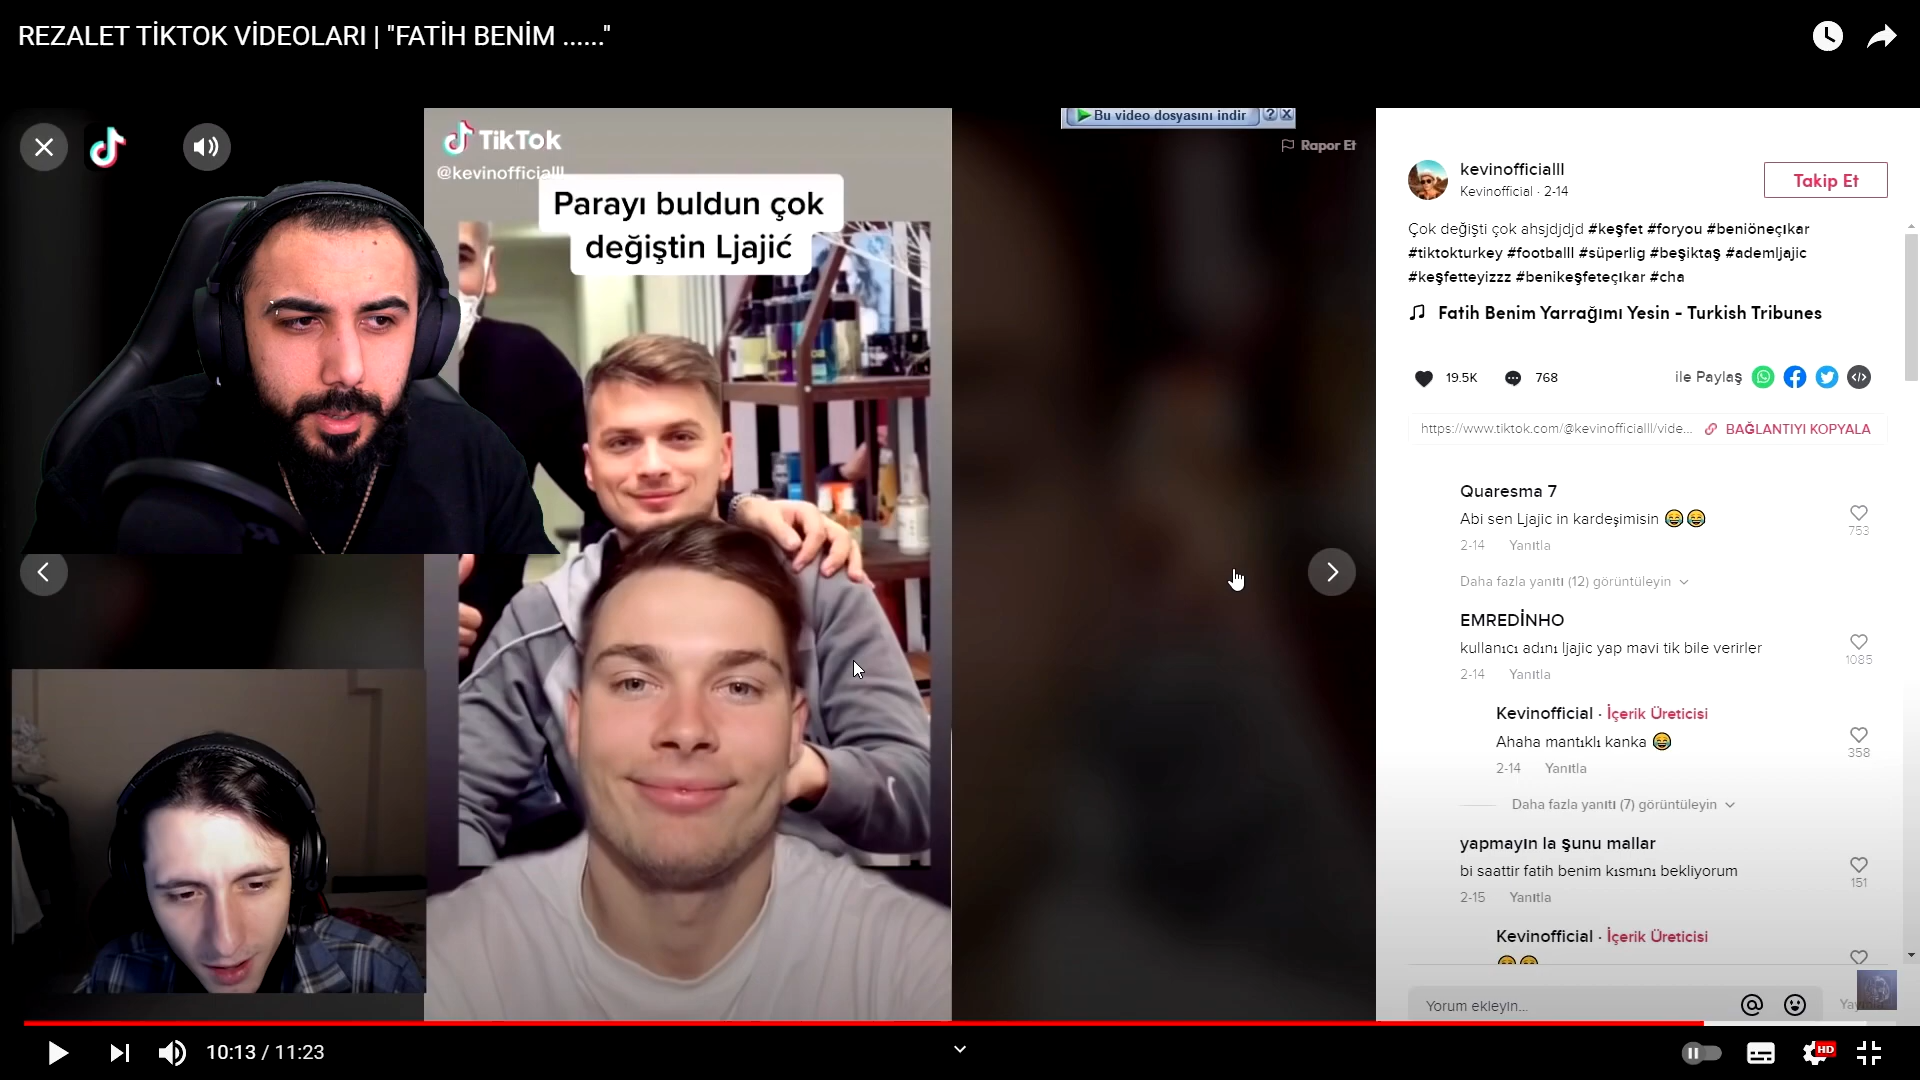 REZALET TİKTOK VİDEOLARI | "FATİH BENİM ......"
TikTok
@kevinofficialll
Parayı buldun çok
değiştin Ljajić
Bu video dosyasını indir
Rapor Et
kevinofficialll
Kevinofficial · 2-14
Takip Et
Çok değişti çok ahsjdjdjd #keşfet #foryou #beniöneçıkar
#tiktokturkey #footballl #süperlig #beşiktaş #ademljajic
#keşfetteyizzz #benikeşfeteçıkar #cha
Fatih Benim Yarrağımı Yesin - Turkish Tribunes
19.5K
768
ile Paylaş
https://www.tiktok.com/@kevinofficialll/vide...
BAĞLANTIYI KOPYALA
Quaresma 7
Abi sen Ljajic in kardeşimisin 😂😂
753
2-14 Yanıtla
Daha fazla yanıtı (12) görüntüleyin
EMREDİNHO
kullanıcı adını ljajic yap mavi tik bile verirler
1085
2-14 Yanıtla
Kevinofficial · İçerik Üreticisi
Ahaha mantıklı kanka 😂
358
2-14 Yanıtla
Daha fazla yanıtı (7) görüntüleyin
yapmayın la şunu mallar
bi saattir fatih benim kısmını bekliyorum
151
2-15 Yanıtla
Kevinofficial · İçerik Üreticisi
Yorum ekleyin...
10:13 / 11:23
HD